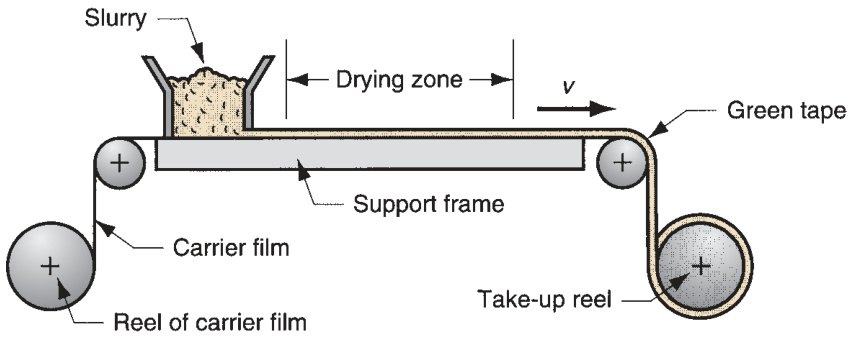 Slurry
Drying zone
v
Green tape
Support frame
Carrier film
Take-up reel
Reel of carrier film